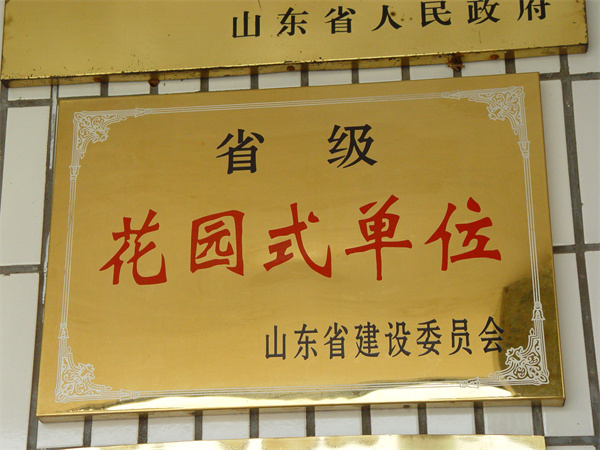 山东省人民政府
省级
花园式单位
山东省建设委员会